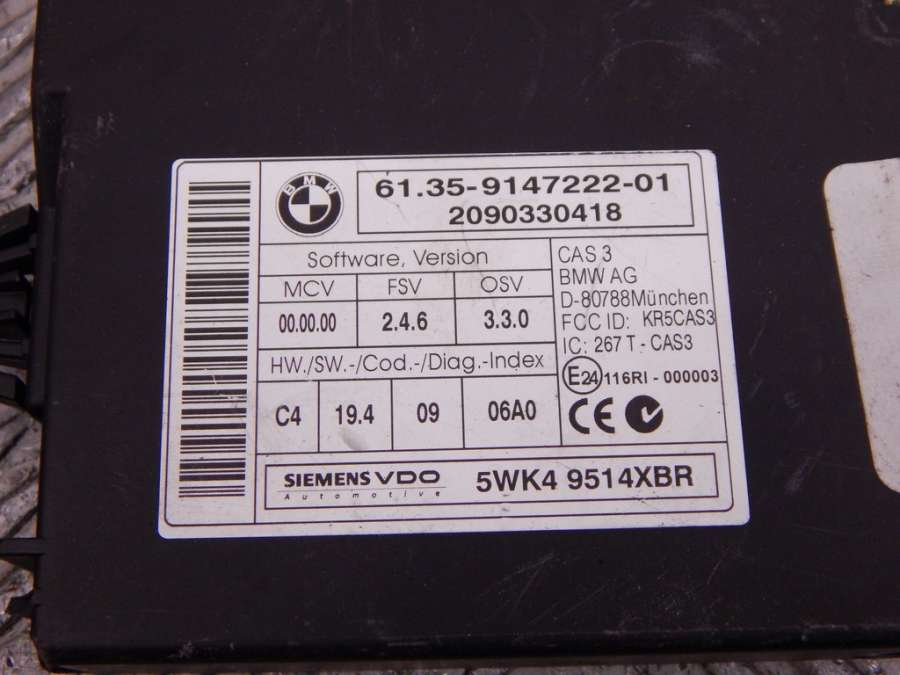 BMW
61.35-9147222-01
2090330418
Software, Version
MCV FSV OSV
00.00.00 2.4.6 3.3.0
HW./SW.-/Cod.-/Diag.-Index
C4 19.4 09 06A0
CAS 3
BMW AG
D-80788München
FCC ID: KR5CAS3
IC: 267 T - CAS3
E24 116RI - 000003
CE
SIEMENS VDO
Automotive
5WK4 9514XBR